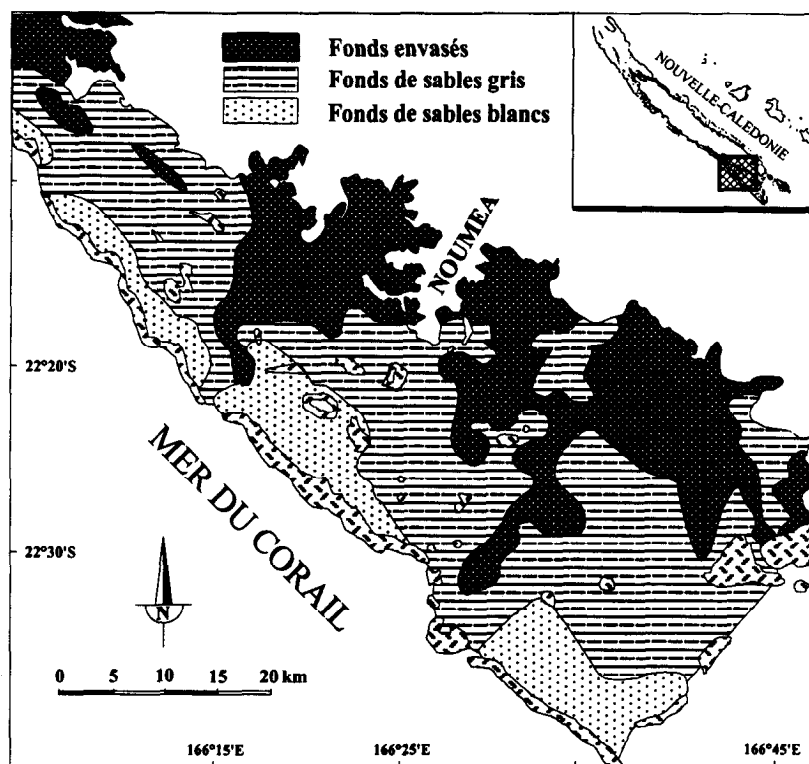 Fonds envasés
Fonds de sables gris
Fonds de sables blancs
NOUVELLE-CALEDONIE
NOUMEA
22°20'S
MER DU CORAIL
22°30'S
N
0 5 10 20 km
166°15'E 166°25'E 166°45'E